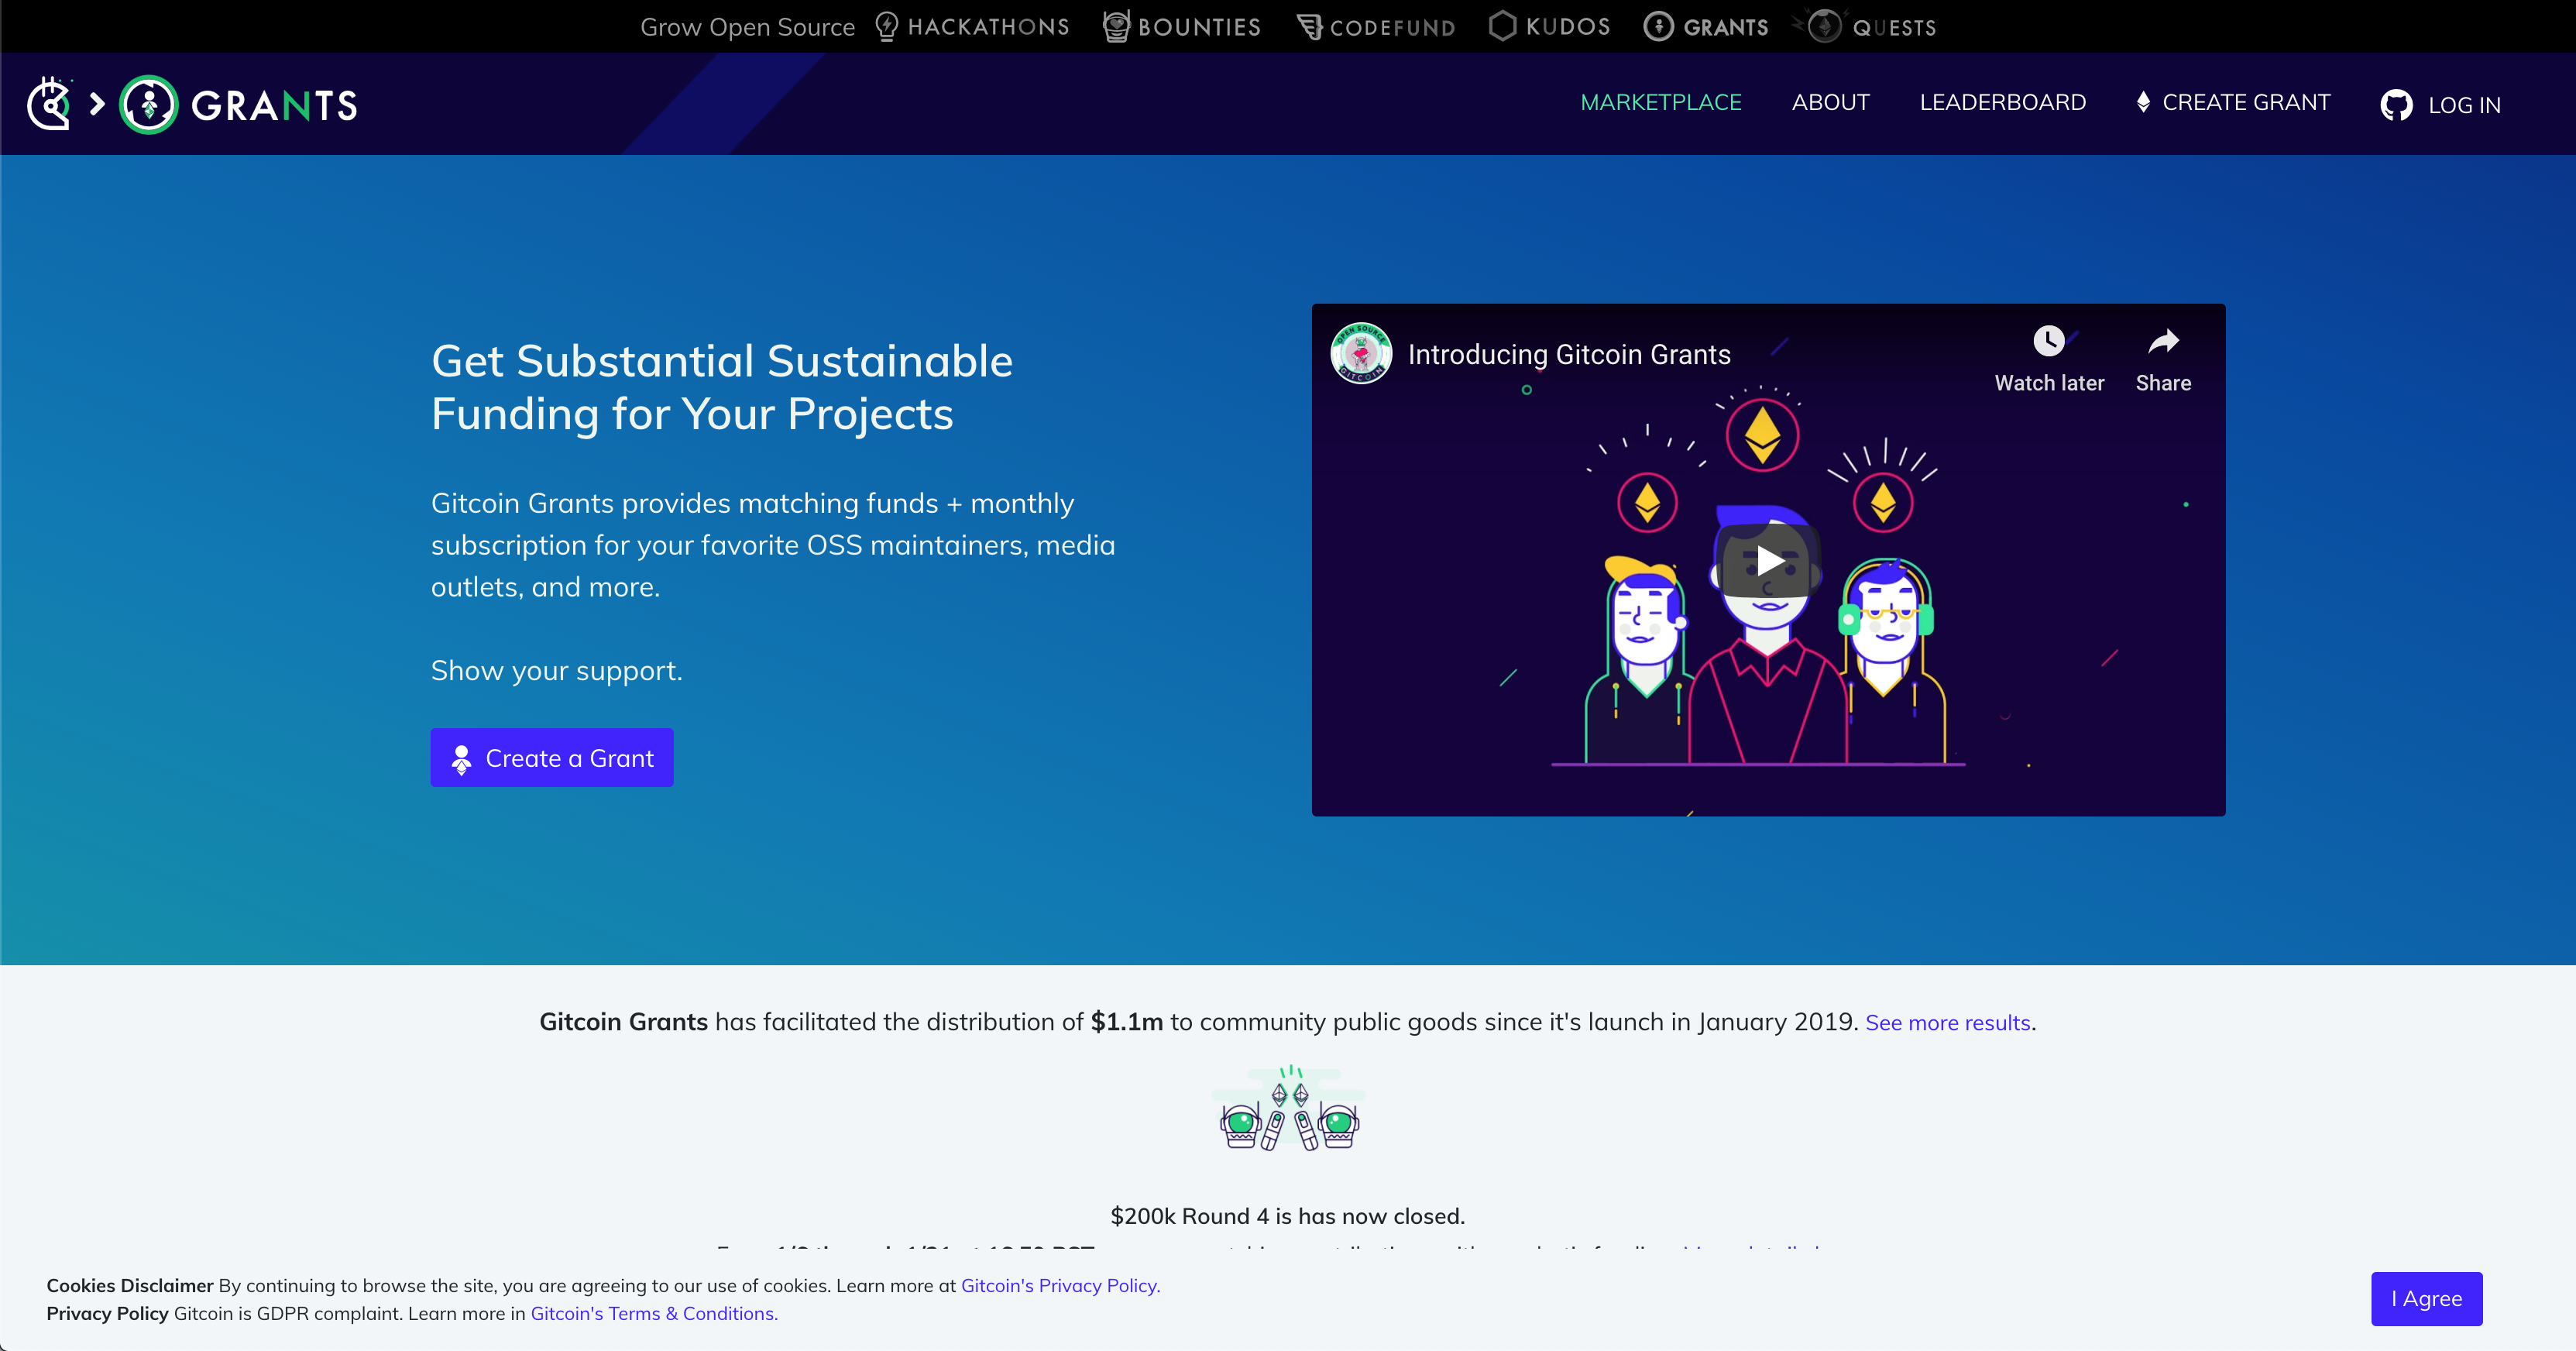 Grow Open Source HACKATHONS BOUNTIES CODEFUND KUDOS GRANTS QUESTS
GRANTS MARKETPLACE ABOUT LEADERBOARD CREATE GRANT LOG IN
Get Substantial Sustainable
Funding for Your Projects
Gitcoin Grants provides matching funds + monthly
subscription for your favorite OSS maintainers, media
outlets, and more.
Show your support.
Create a Grant
OPEN SOURCE
GITCOIN
Introducing Gitcoin Grants
Watch later
Share
Gitcoin Grants has facilitated the distribution of $1.1m to community public goods since it's launch in January 2019. See more results.
$200k Round 4 is has now closed.
Cookies Disclaimer By continuing to browse the site, you are agreeing to our use of cookies. Learn more at Gitcoin's Privacy Policy.
Privacy Policy Gitcoin is GDPR complaint. Learn more in Gitcoin's Terms & Conditions.
I Agree